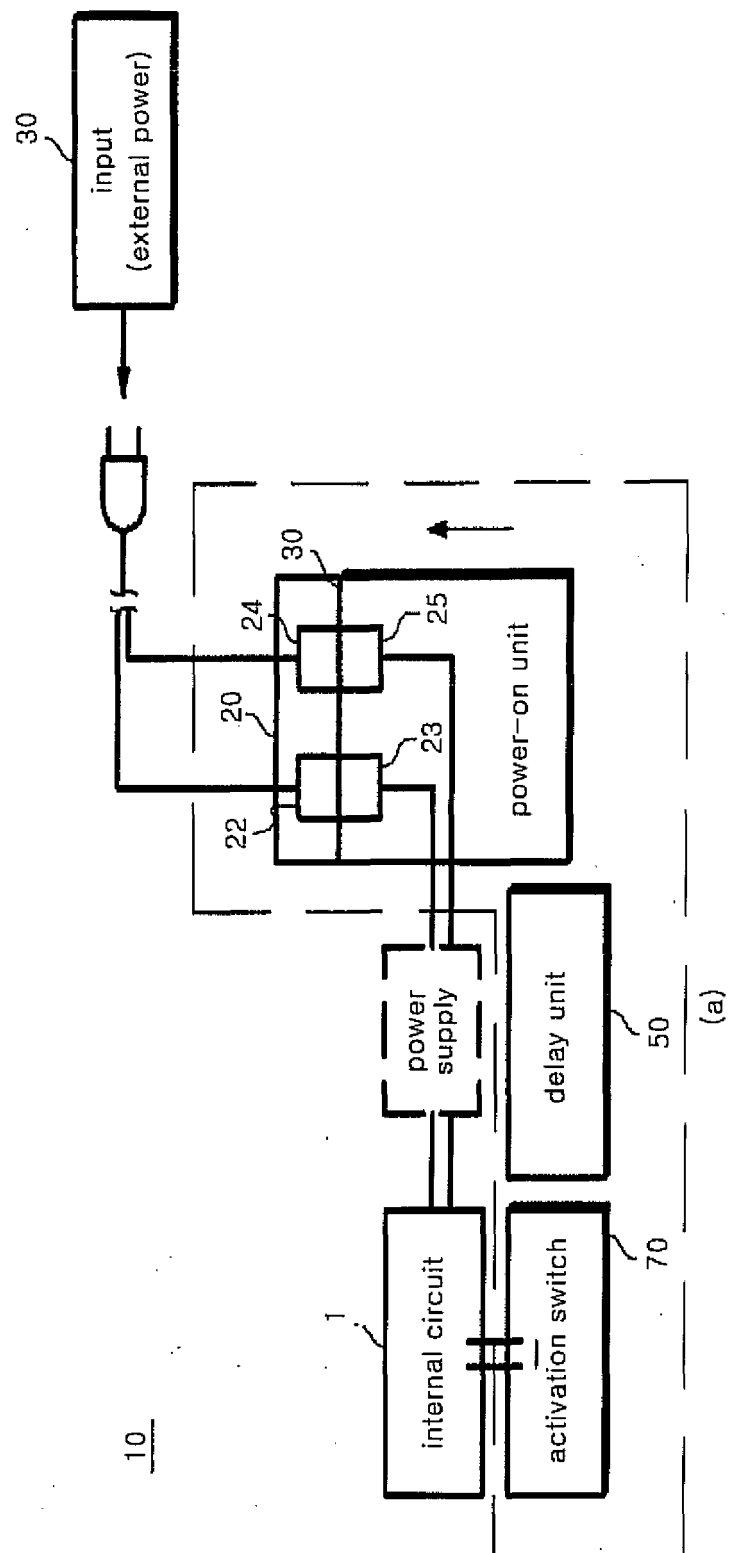 10
30
input
(external power)
20
24
30
22
23
25
power-on unit
power
supply
1
internal circuit
delay unit
50
activation switch
70
(a)